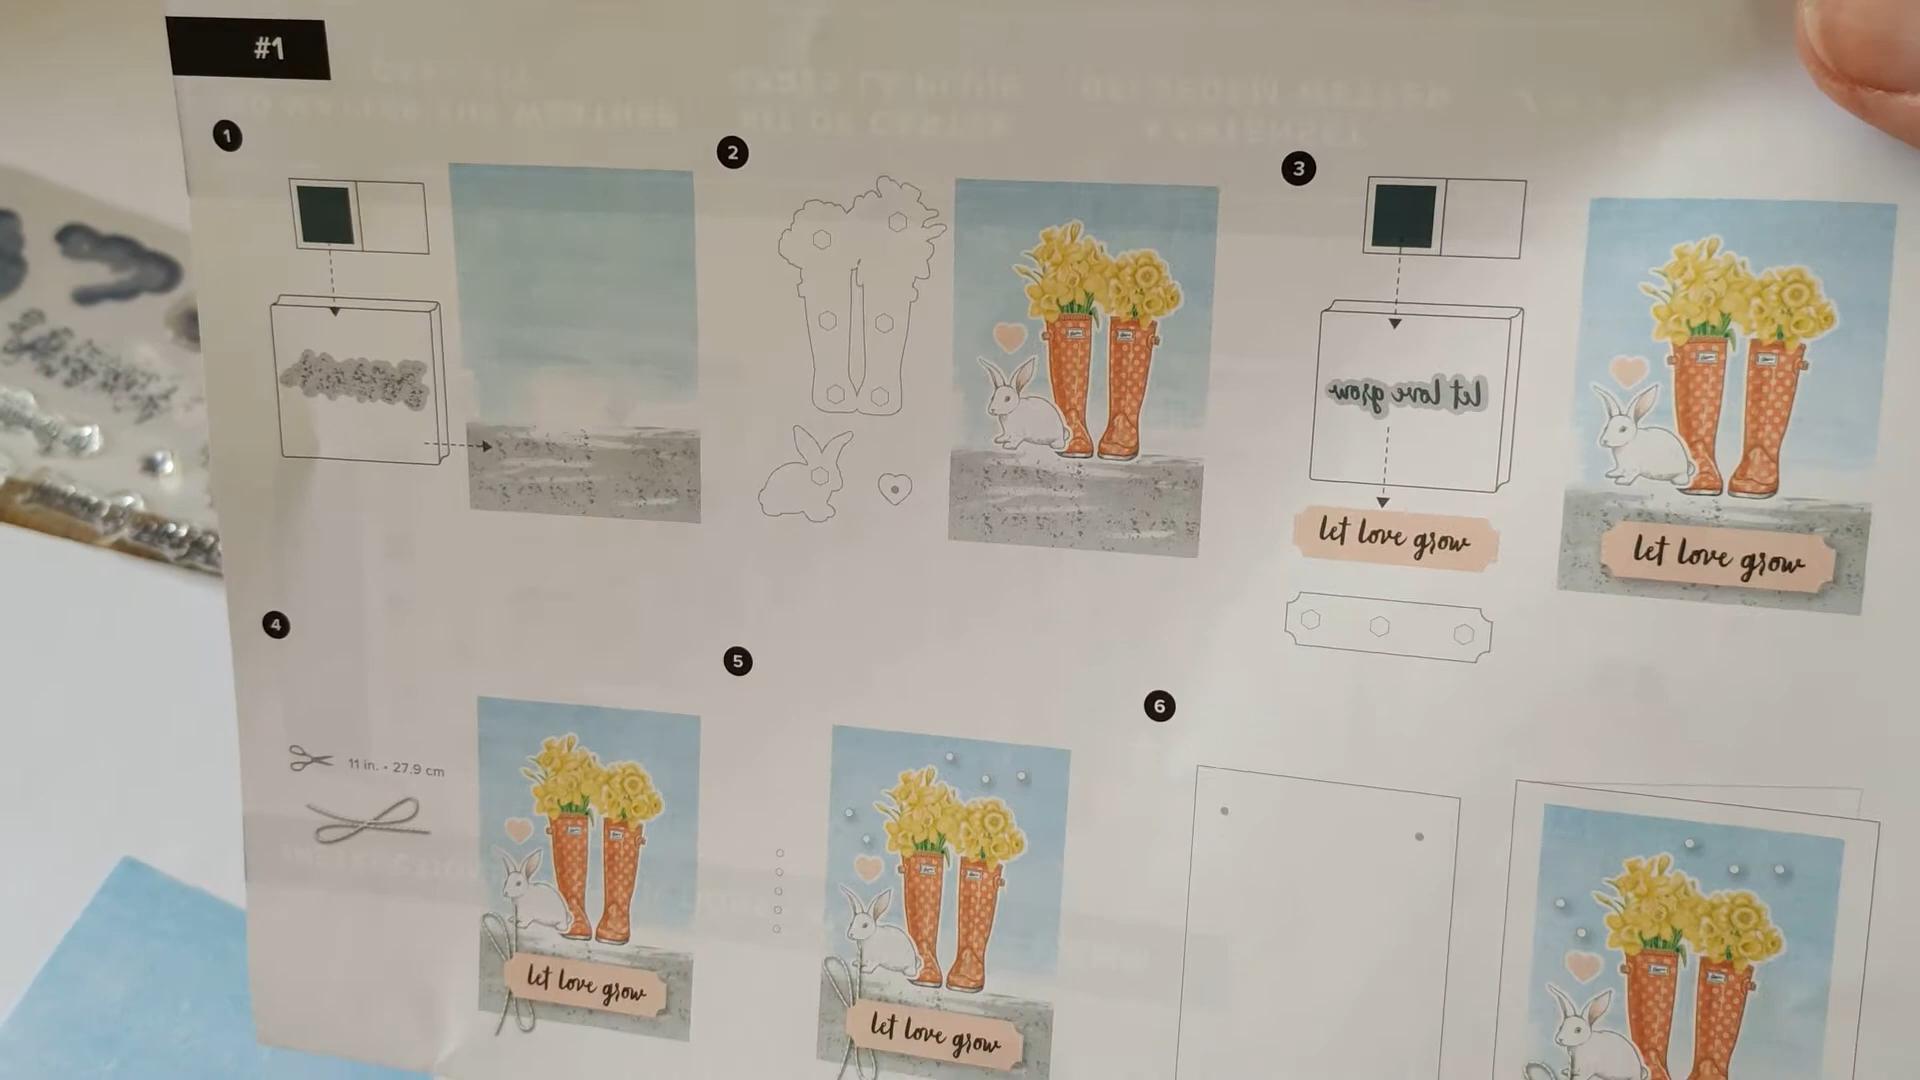 #1
1
2
3
let love grow
let love grow
let love grow
4
5
6
11 in. • 27.9 cm
let love grow
let love grow